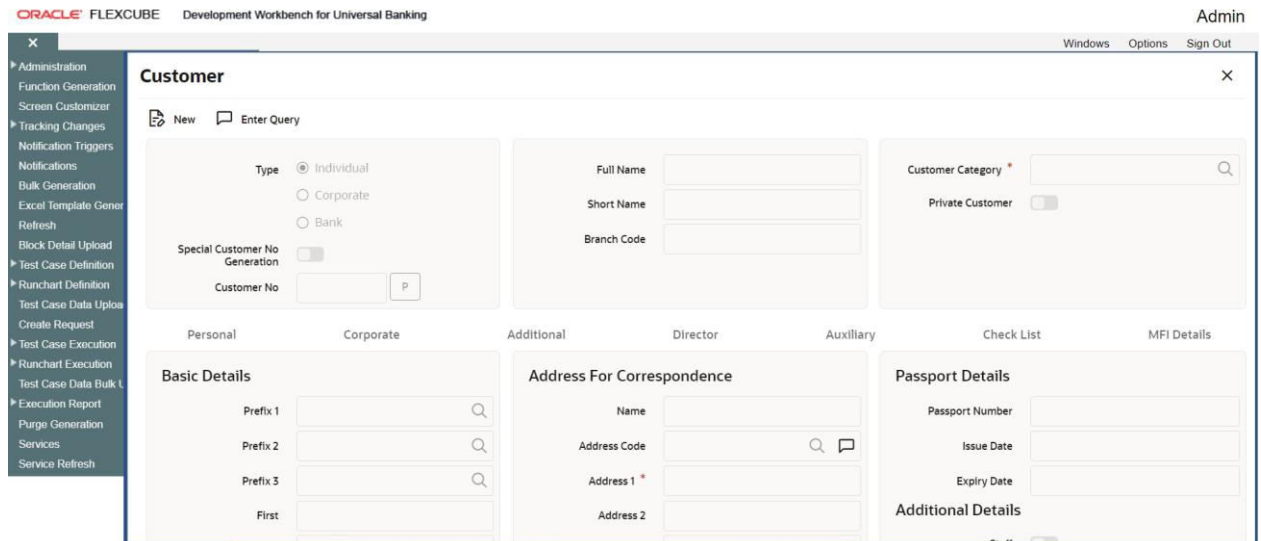 ORACLE® FLEXCUBE Development Workbench for Universal Banking
Admin
Windows Options Sign Out
Administration
Function Generation
Screen Customizer
Tracking Changes
Notification Triggers
Notifications
Bulk Generation
Excel Template Gener
Refresh
Block Detail Upload
Test Case Definition
Runchart Definition
Test Case Data Uploa
Create Request
Test Case Execution
Runchart Execution
Test Case Data Bulk U
Execution Report
Purge Generation
Services
Service Refresh
Customer
New Enter Query
Type Individual
Corporate
Bank
Special Customer No
Generation
Customer No P
Full Name
Short Name
Branch Code
Customer Category *
Private Customer
Personal Corporate Additional Director Auxiliary Check List MFI Details
Basic Details
Prefix 1
Prefix 2
Prefix 3
First
Address For Correspondence
Name
Address Code
Address 1 *
Address 2
Passport Details
Passport Number
Issue Date
Expiry Date
Additional Details